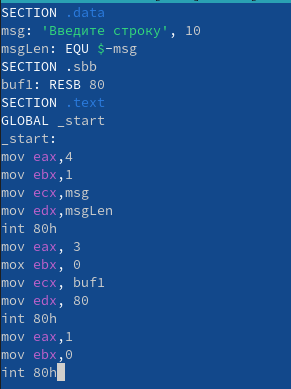 SECTION .data
msg: 'Введите строку', 10
msgLen: EQU $-msg
SECTION .sbb
buf1: RESB 80
SECTION .text
GLOBAL _start
_start:
mov eax,4
mov ebx,1
mov ecx,msg
mov edx,msgLen
int 80h
mov eax, 3
mox ebx, 0
mov ecx, buf1
mov edx, 80
int 80h
mov eax,1
mov ebx,0
int 80h